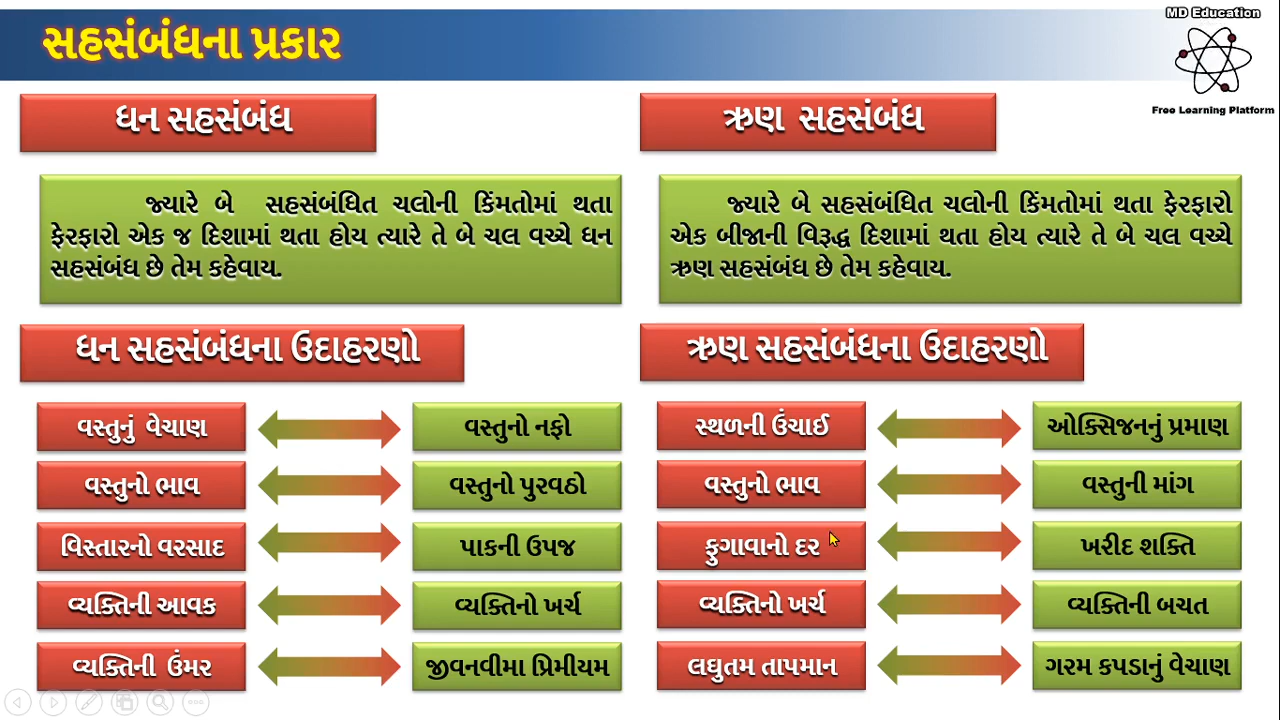 સહસંબંધના પ્રકાર
MD Education
Free Learning Platform
ધન સહસંબંધ
જ્યારે બે સહસંબંધિત ચલોની કિંમતોમાં થતા
ફેરફારો એક જ દિશામાં થતા હોય ત્યારે તે બે ચલ વચ્ચે ધન
સહસંબંધ છે તેમ કહેવાય.
ઋણ સહસંબંધ
જ્યારે બે સહસંબંધિત ચલોની કિંમતોમાં થતા ફેરફારો
એક બીજાની વિરૂદ્ધ દિશામાં થતા હોય ત્યારે તે બે ચલ વચ્ચે
ઋણ સહસંબંધ છે તેમ કહેવાય.
ધન સહસંબંધના ઉદાહરણો
વસ્તુનું વેચાણ
વસ્તુનો નફો
વસ્તુનો ભાવ
વસ્તુનો પુરવઠો
વિસ્તારનો વરસાદ
પાકની ઉપજ
વ્યક્તિની આવક
વ્યક્તિનો ખર્ચ
વ્યક્તિની ઉંમર
જીવનવીમા પ્રિમીયમ
ઋણ સહસંબંધના ઉદાહરણો
સ્થળની ઉંચાઈ
ઓક્સિજનનું પ્રમાણ
વસ્તુનો ભાવ
વસ્તુની માંગ
ફુગાવાનો દર
ખરીદ શક્તિ
વ્યક્તિનો ખર્ચ
વ્યક્તિની બચત
લઘુતમ તાપમાન
ગરમ કપડાનું વેચાણ